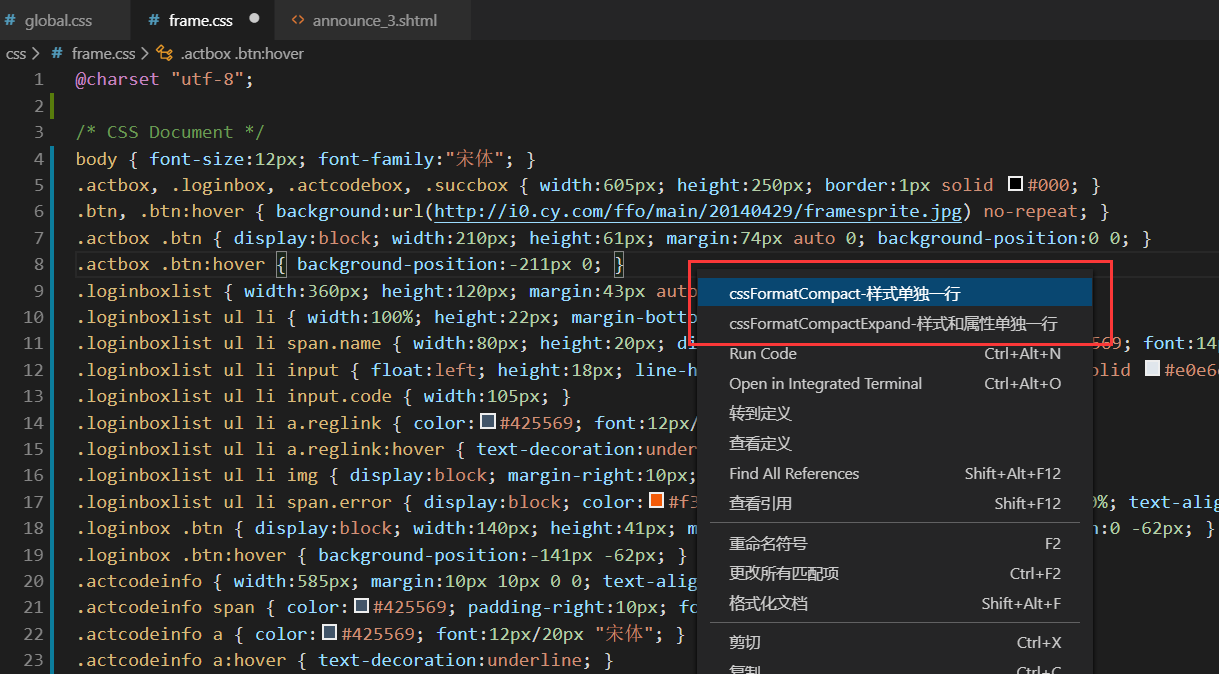 # global.css # frame.css <> announce_3.shtml
css > # frame.css > .actbox .btn:hover
1 @charset "utf-8";
2
3 /* CSS Document */
4 body { font-size:12px; font-family:"宋体"; }
5 .actbox, .loginbox, .actcodebox, .succbox { width:605px; height:250px; border:1px solid #000; }
6 .btn, .btn:hover { background:url(http://i0.cy.com/ffo/main/20140429/framesprite.jpg) no-repeat; }
7 .actbox .btn { display:block; width:210px; height:61px; margin:74px auto 0; background-position:0 0; }
8 .actbox .btn:hover { background-position:-211px 0; }
9 .loginboxlist { width:360px; height:120px; margin:43px auto
10 .loginboxlist ul li { width:100%; height:22px; margin-botto
11 .loginboxlist ul li span.name { width:80px; height:20px; di 569; font:14p
12 .loginboxlist ul li input { float:left; height:18px; line-h olid #e0e6
13 .loginboxlist ul li input.code { width:105px; }
14 .loginboxlist ul li a.reglink { color:#425569; font:12px/
15 .loginboxlist ul li a.reglink:hover { text-decoration:under
16 .loginboxlist ul li img { display:block; margin-right:10px;
17 .loginboxlist ul li span.error { display:block; color:#f3 0%; text-alig
18 .loginbox .btn { display:block; width:140px; height:41px; m n:0 -62px; }
19 .loginbox .btn:hover { background-position:-141px -62px; }
20 .actcodeinfo { width:585px; margin:10px 10px 0 0; text-alig
21 .actcodeinfo span { color:#425569; padding-right:10px; fo
22 .actcodeinfo a { color:#425569; font:12px/20px "宋体"; }
23 .actcodeinfo a:hover { text-decoration:underline; }
cssFormatCompact-样式单独一行
cssFormatCompactExpand-样式和属性单独一行
Run Code Ctrl+Alt+N
Open in Integrated Terminal Ctrl+Alt+O
转到定义
查看定义
Find All References Shift+Alt+F12
查看引用 Shift+F12
重命名符号 F2
更改所有匹配项 Ctrl+F2
格式化文档 Shift+Alt+F
剪切 Ctrl+X
复制 Ctrl+C